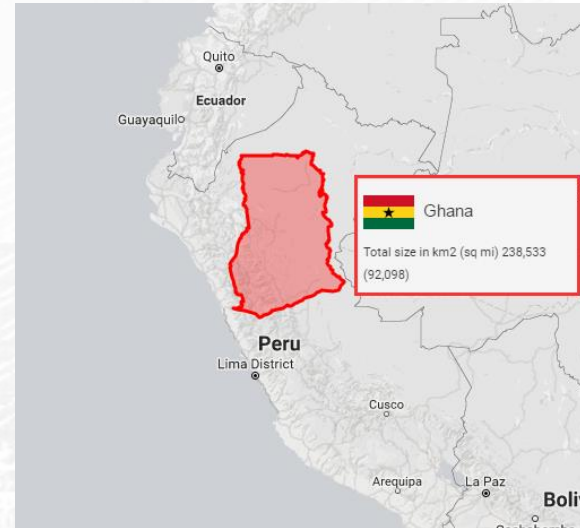 Quito
Ecuador
Guayaquil
Ghana
Total size in km2 (sq mi) 238,533
(92,098)
Peru
Lima District
Cusco
Arequipa
La Paz
Boliv